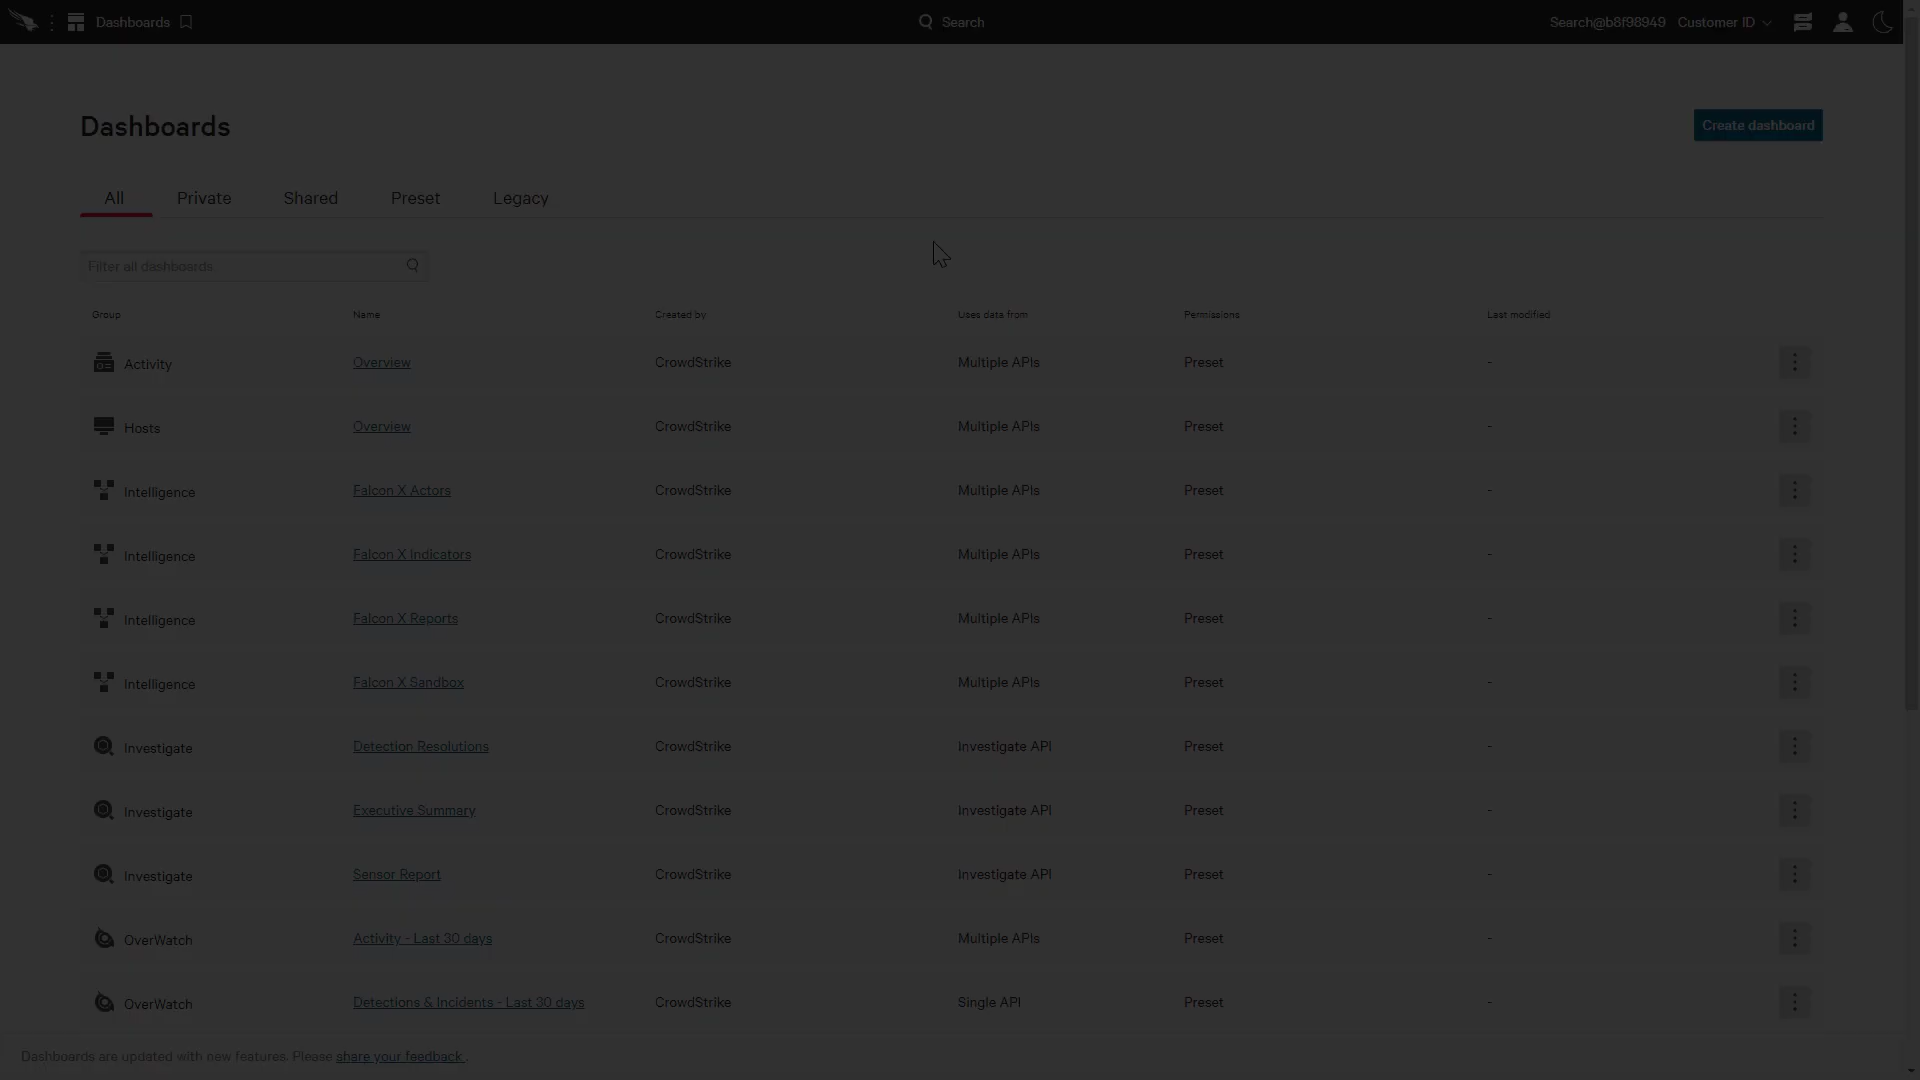 Dashboards
Search
Search@b8f98949 Customer ID
Dashboards
Create dashboard
All Private Shared Preset Legacy
Filter all dashboards
Group Name Created by Uses data from Permissions Last modified
Activity Overview CrowdStrike Multiple APIs Preset -
Hosts Overview CrowdStrike Multiple APIs Preset -
Intelligence Falcon X Actors CrowdStrike Multiple APIs Preset -
Intelligence Falcon X Indicators CrowdStrike Multiple APIs Preset -
Intelligence Falcon X Reports CrowdStrike Multiple APIs Preset -
Intelligence Falcon X Sandbox CrowdStrike Multiple APIs Preset -
Investigate Detection Resolutions CrowdStrike Investigate API Preset -
Investigate Executive Summary CrowdStrike Investigate API Preset -
Investigate Sensor Report CrowdStrike Investigate API Preset -
OverWatch Activity - Last 30 days CrowdStrike Multiple APIs Preset -
OverWatch Detections & Incidents - Last 30 days CrowdStrike Single API Preset -
Dashboards are updated with new features. Please share your feedback .